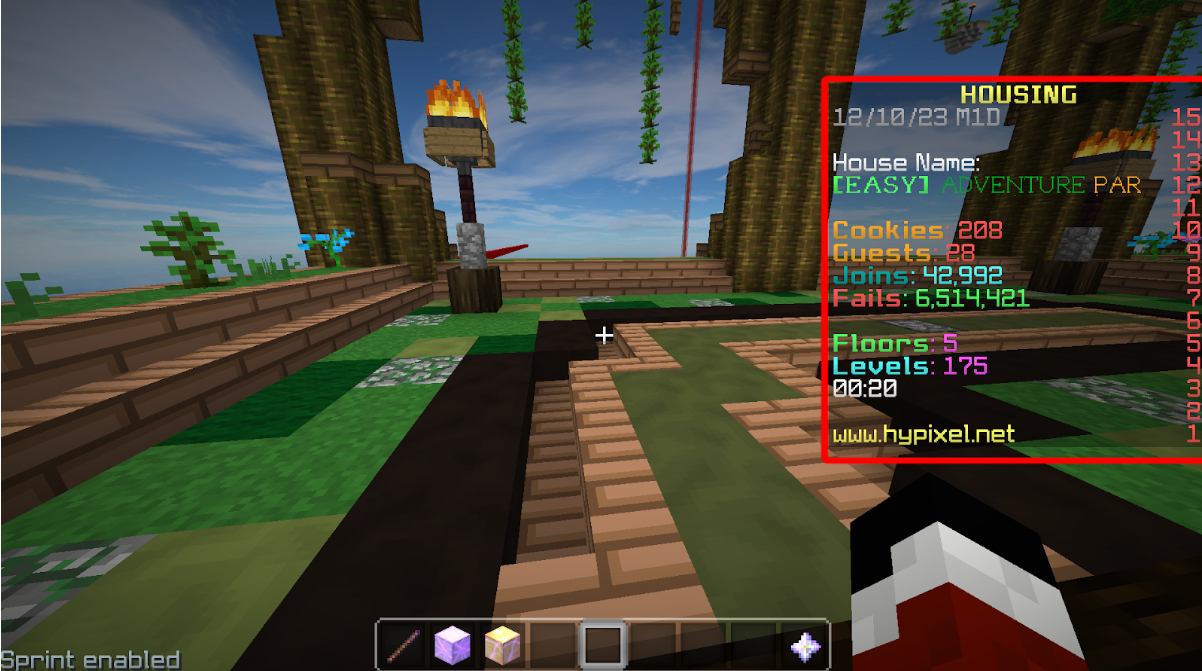 HOUSING
12/10/23 M1D 15
14
House Name: 13
[EASY] ADVENTURE PAR 12
11
Cookies: 208 10
Guests: 28 9
Joins: 42,992 8
Fails: 6,514,421 7
6
Floors: 5 5
Levels: 175 4
00:20 3
2
www.hypixel.net 1
Sprint enabled